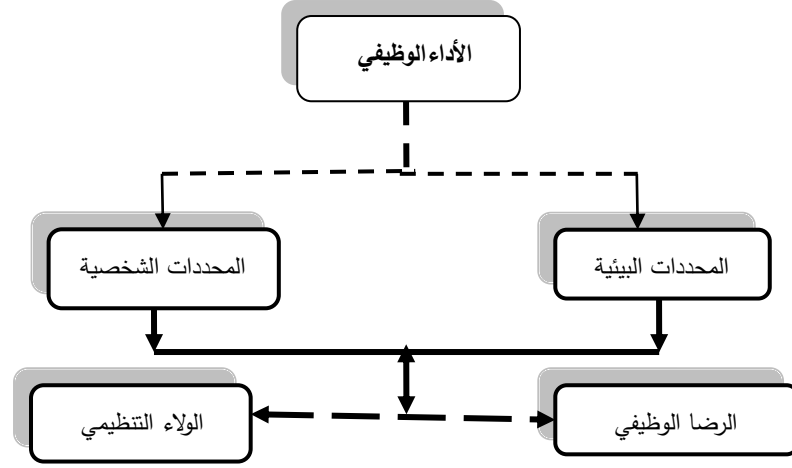 الأداء الوظيفي
المحددات البيئية
المحددات الشخصية
الرضا الوظيفي
الولاء التنظيمي